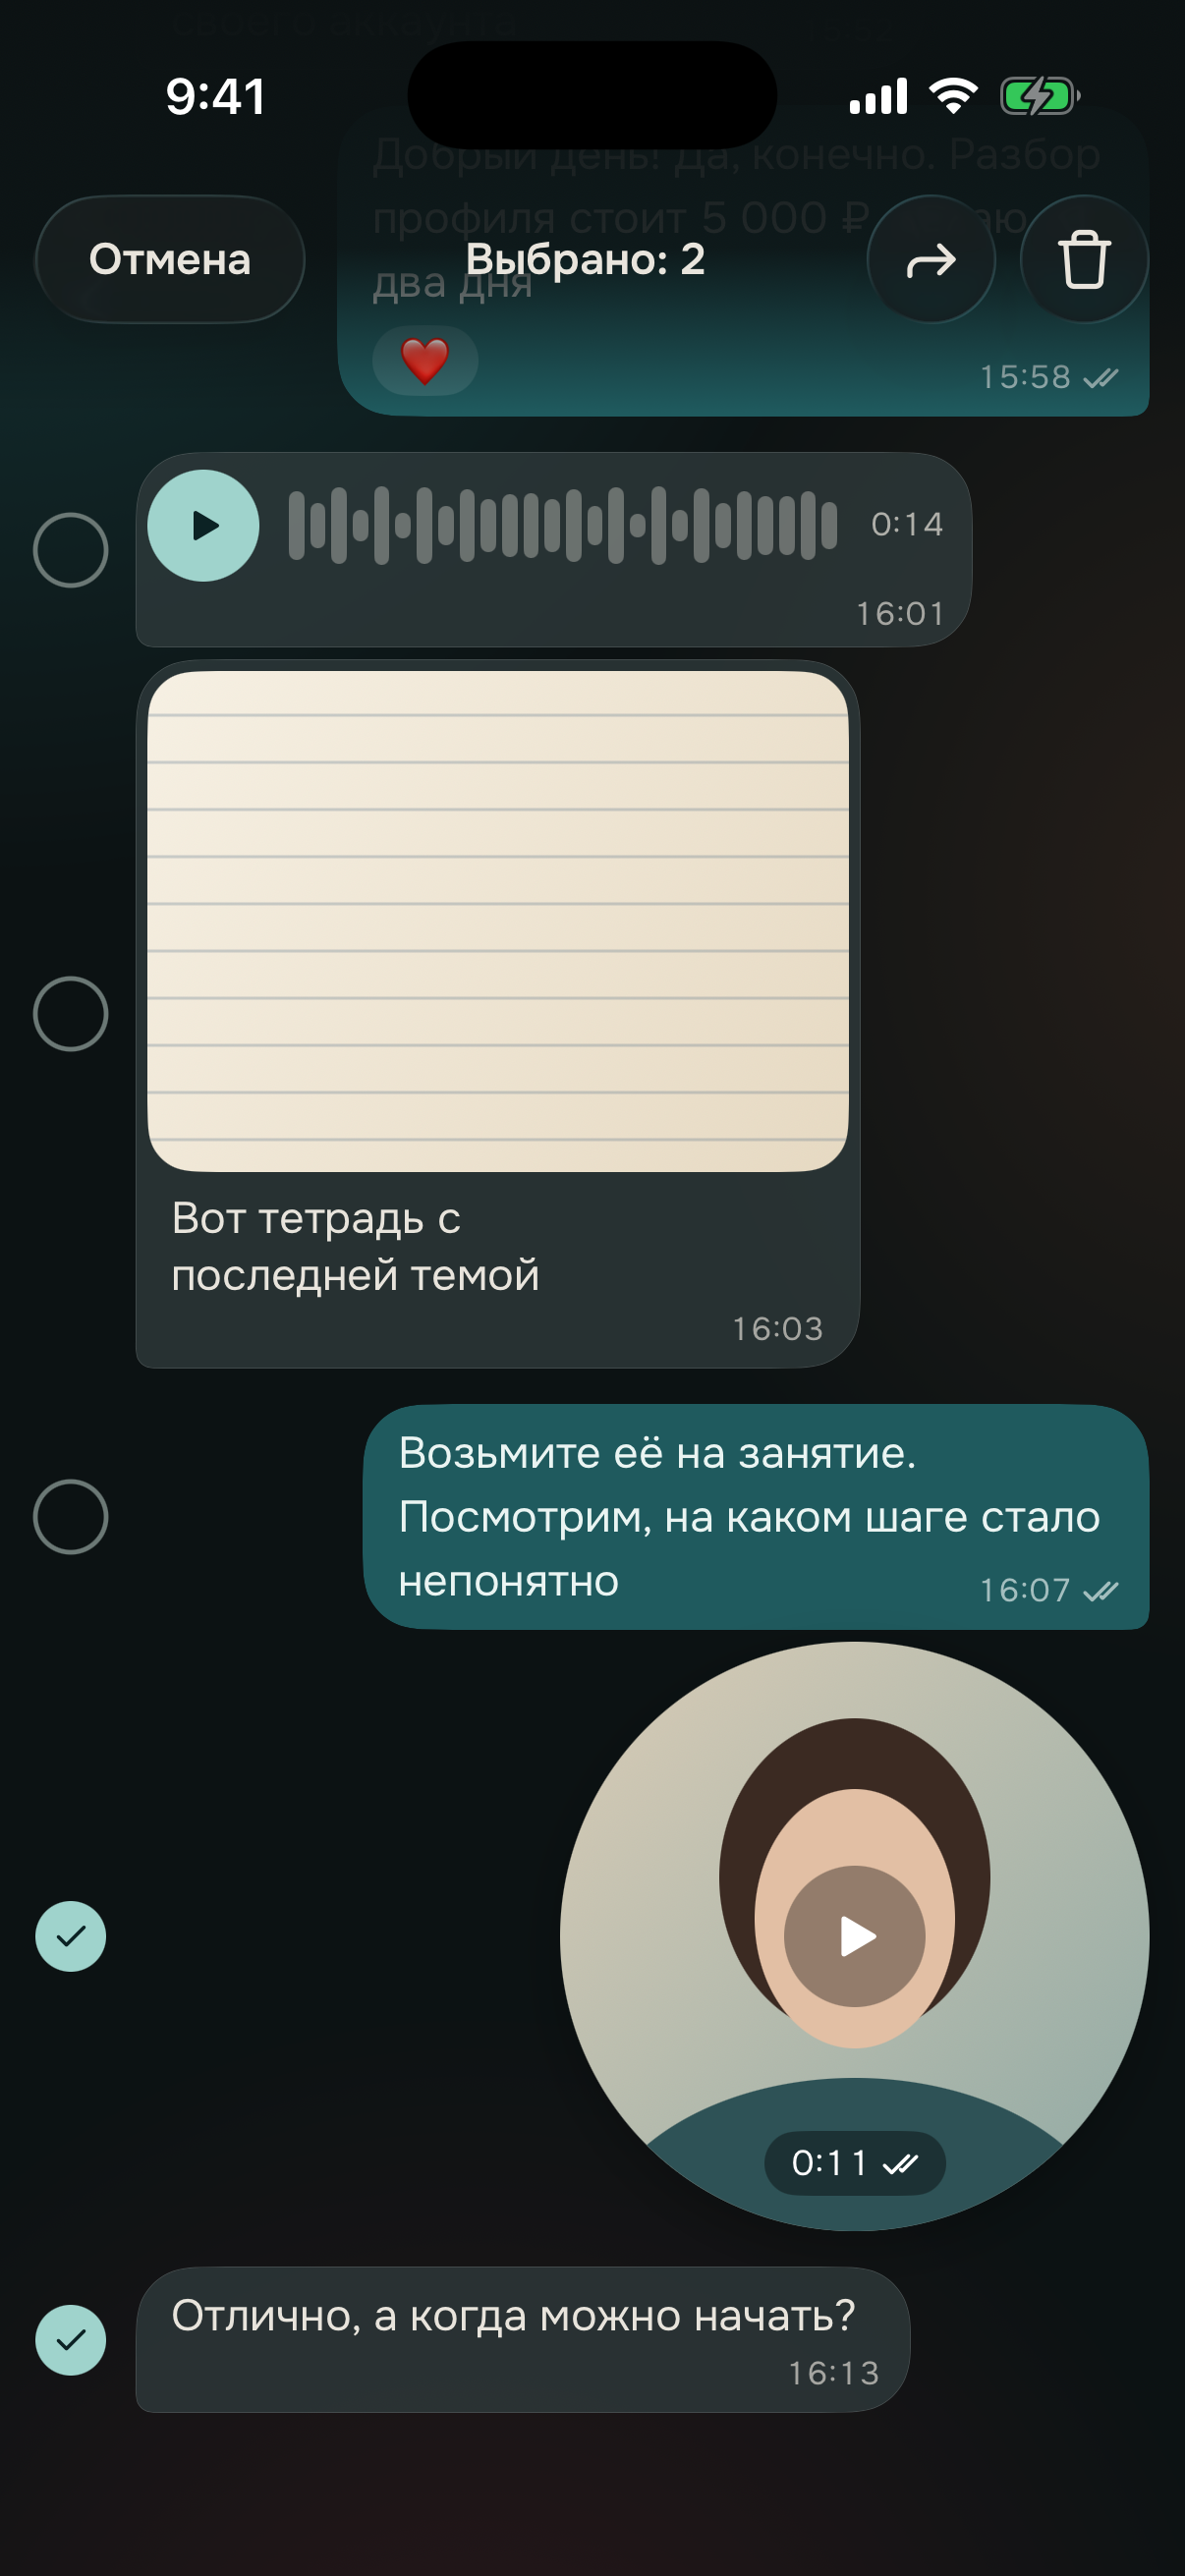 своего аккаунта
9:41
Добрый день! Да, конечно. Разбор
профиля стоит 5 000 ₽
два дня
Отмена
Выбрано: 2
15:58
0:14
16:01
Вот тетрадь с
последней темой
16:03
Возьмите её на занятие.
Посмотрим, на каком шаге стало
непонятно
16:07
0:11
Отлично, а когда можно начать?
16:13